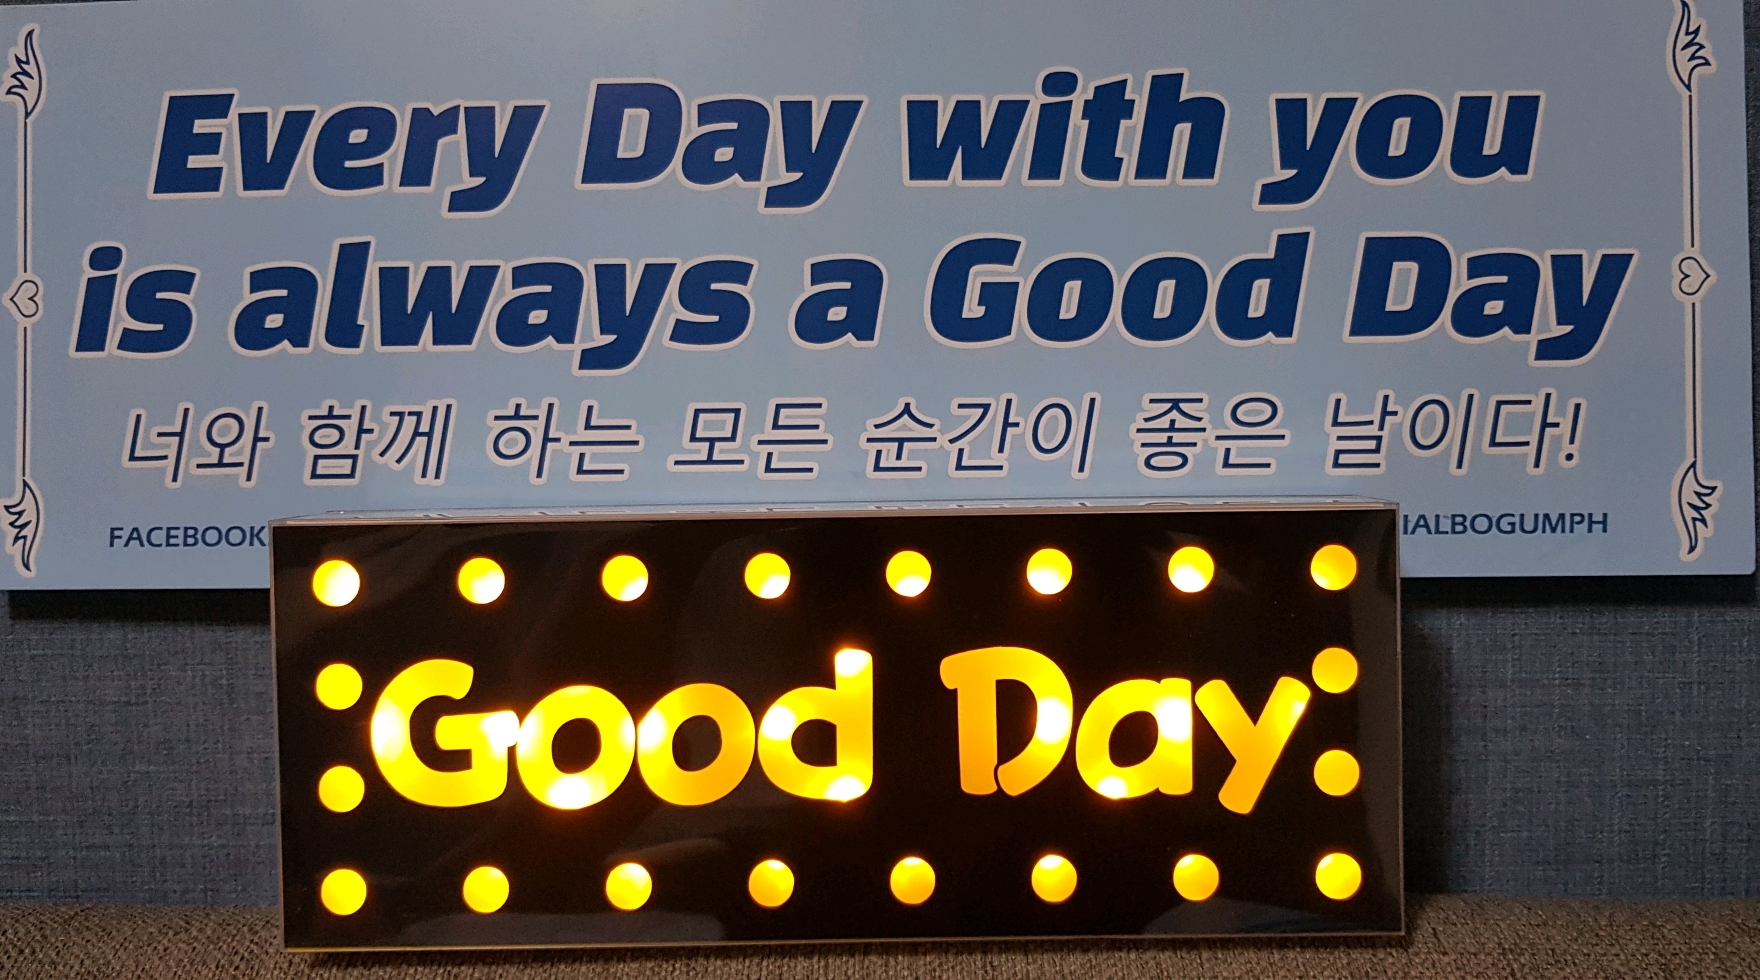 Every Day with you
is always a Good Day
너와 함께 하는 모든 순간이 좋은 날이다!
FACEBOOK IALBOGUMPH
Good Day